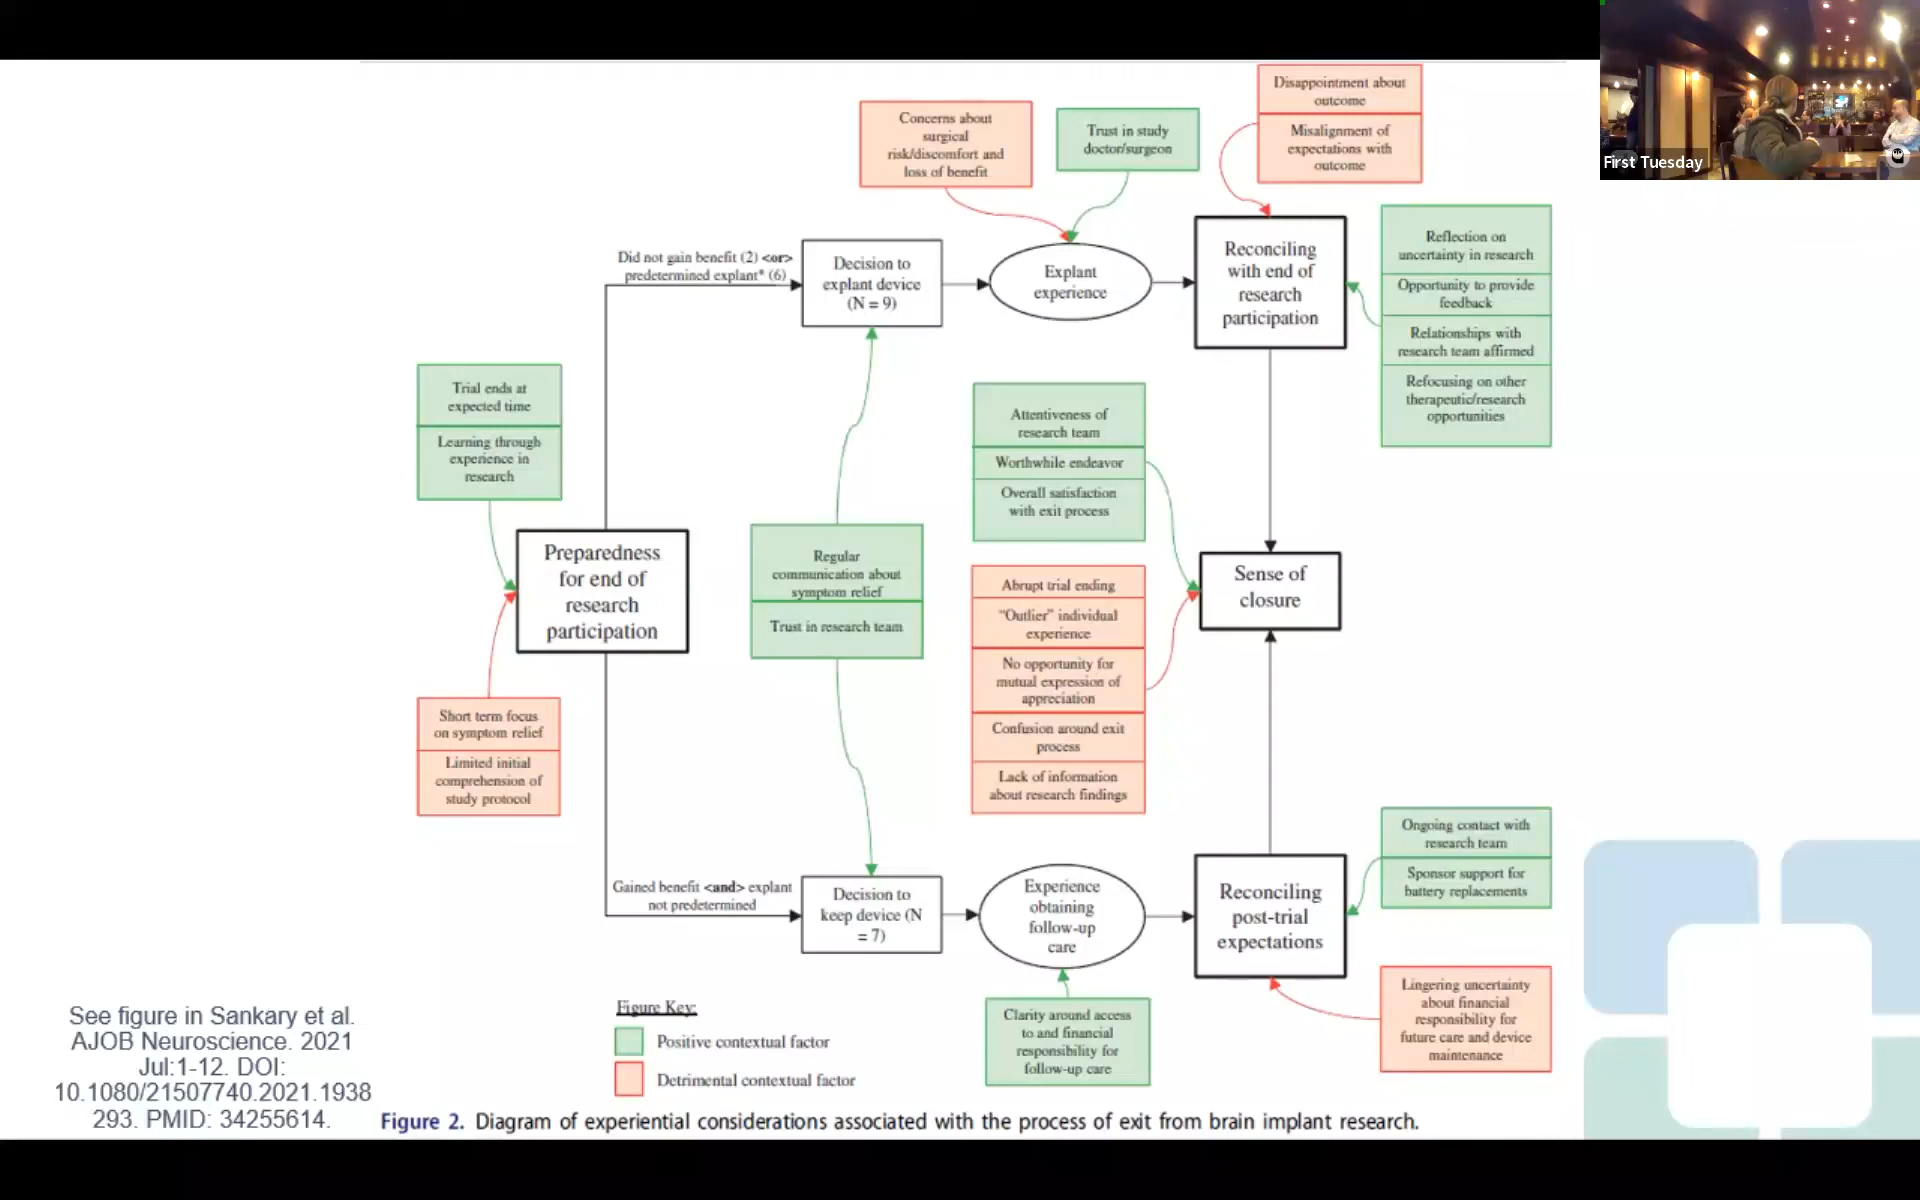 First Tuesday
Disappointment about
outcome
Misalignment of
expectations with
outcome
Concerns about
surgical
risk/discomfort and
loss of benefit
Trust in study
doctor/surgeon
Did not gain benefit (2) <or>
predetermined explant* (6)
Decision to
explant device
(N = 9)
Explant
experience
Reconciling
with end of
research
participation
Reflection on
uncertainty in research
Opportunity to provide
feedback
Relationships with
research team affirmed
Refocusing on other
therapeutic/research
opportunities
Trial ends at
expected time
Learning through
experience in
research
Attentiveness of
research team
Worthwhile endeavor
Overall satisfaction
with exit process
Preparedness
for end of
research
participation
Regular
communication about
symptom relief
Trust in research team
Abrupt trial ending
"Outlier" individual
experience
No opportunity for
mutual expression of
appreciation
Confusion around exit
process
Lack of information
about research findings
Sense of
closure
Short term focus
on symptom relief
Limited initial
comprehension of
study protocol
Gained benefit <and> explant
not predetermined
Decision to
keep device (N
= 7)
Experience
obtaining
follow-up
care
Reconciling
post-trial
expectations
Ongoing contact with
research team
Sponsor support for
battery replacements
Lingering uncertainty
about financial
responsibility for
future care and device
maintenance
Clarity around access
to and financial
responsibility for
follow-up care
Figure Key:
Positive contextual factor
Detrimental contextual factor
See figure in Sankary et al.
AJOB Neuroscience. 2021
Jul:1-12. DOI:
10.1080/21507740.2021.1938
293. PMID: 34255614.
Figure 2. Diagram of experiential considerations associated with the process of exit from brain implant research.